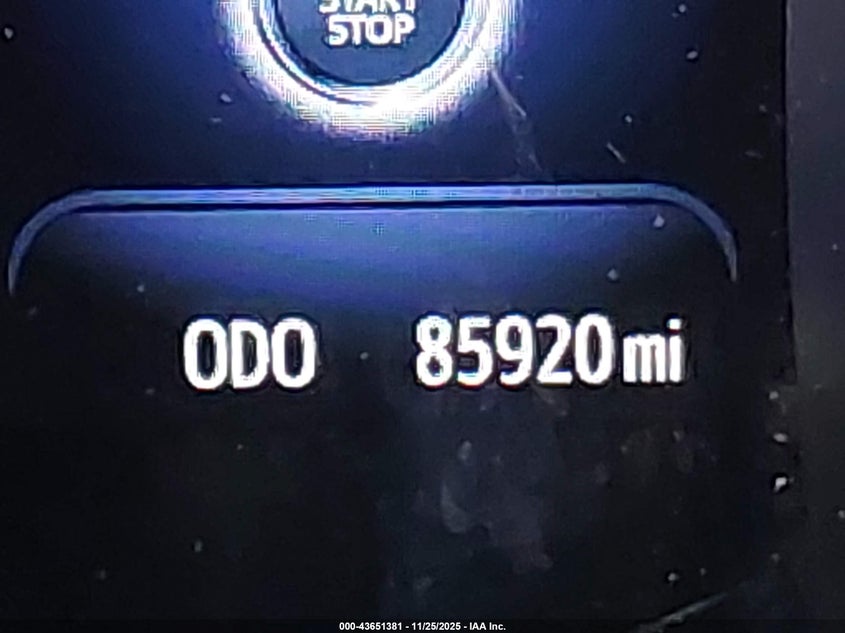 START
STOP
ODO 85920 mi
000-43651381 - 11/25/2025 - IAA Inc.